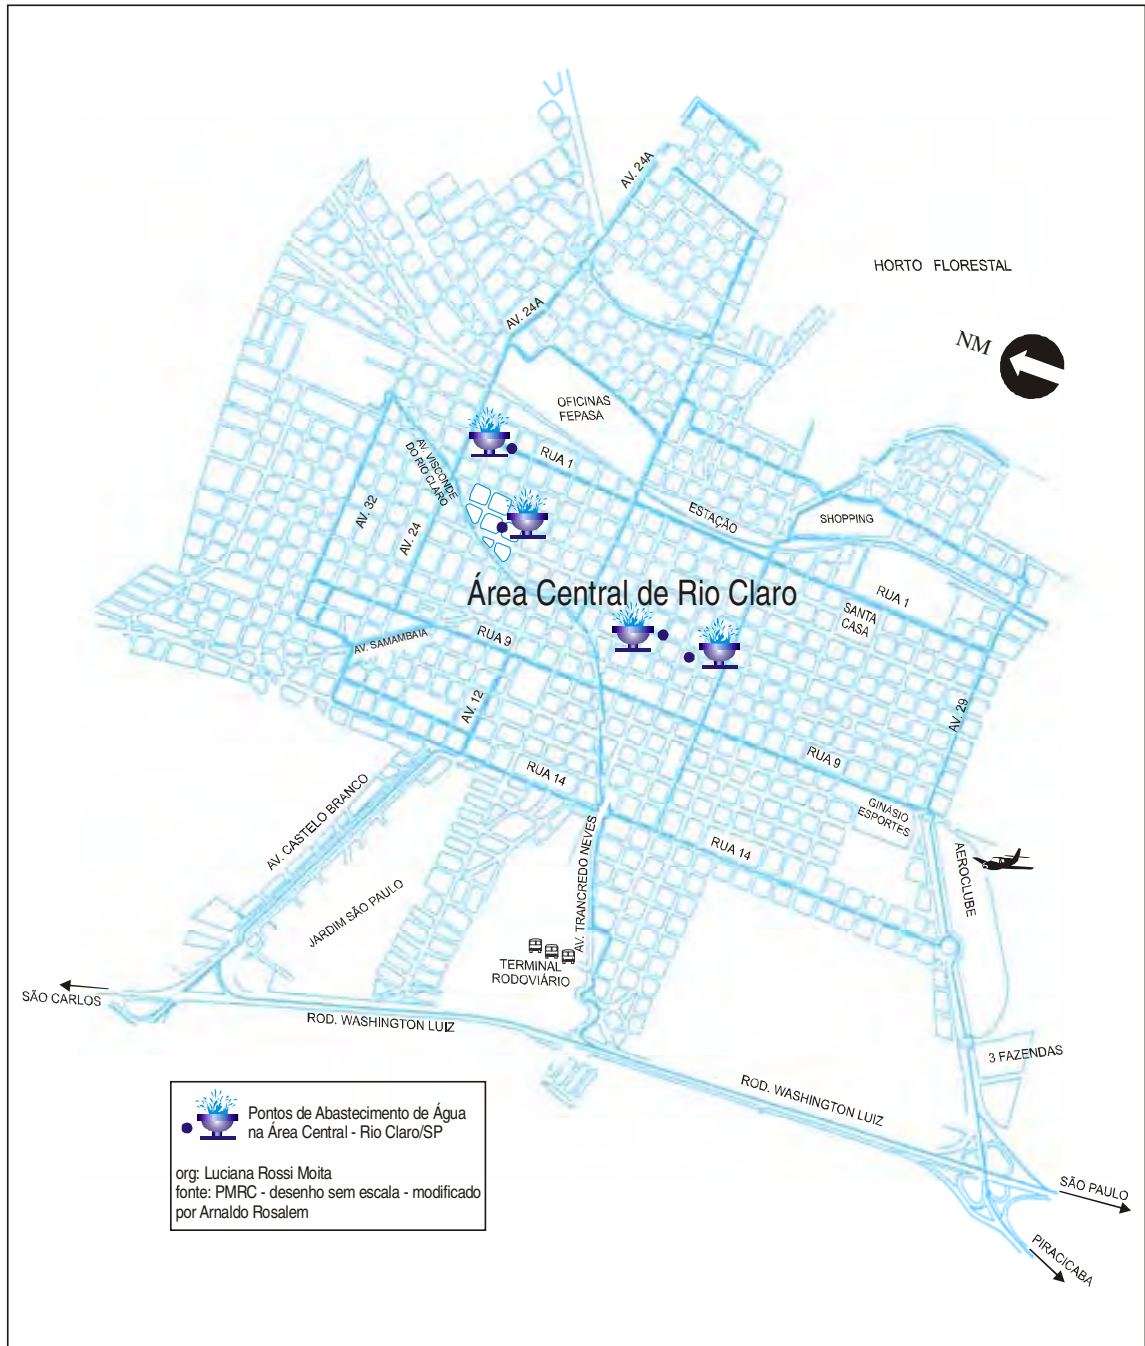 AV. 24A
HORTO FLORESTAL
AV. 24A
NM
OFICINAS
FEPASA
AV. VISCONDE
DO RIO CLARO
RUA 1
AV. 32
AV. 24
ESTAÇÃO
SHOPPING
Área Central de Rio Claro
RUA 1
SANTA
CASA
AV. SAMAMBAIA
RUA 9
AV. 12
AV. 29
RUA 9
RUA 14
GINÁSIO
ESPORTES
AV. CASTELO BRANCO
RUA 14
AV. TRANCREDO NEVES
AEROCLUBE
JARDIM SÃO PAULO
TERMINAL
RODOVIÁRIO
SÃO CARLOS
ROD. WASHINGTON LUIZ
3 FAZENDAS
ROD. WASHINGTON LUIZ
SÃO PAULO
PIRACICABA
Pontos de Abastecimento de Água
na Área Central - Rio Claro/SP
org: Luciana Rossi Moita
fonte: PMRC - desenho sem escala - modificado
por Arnaldo Rosalem